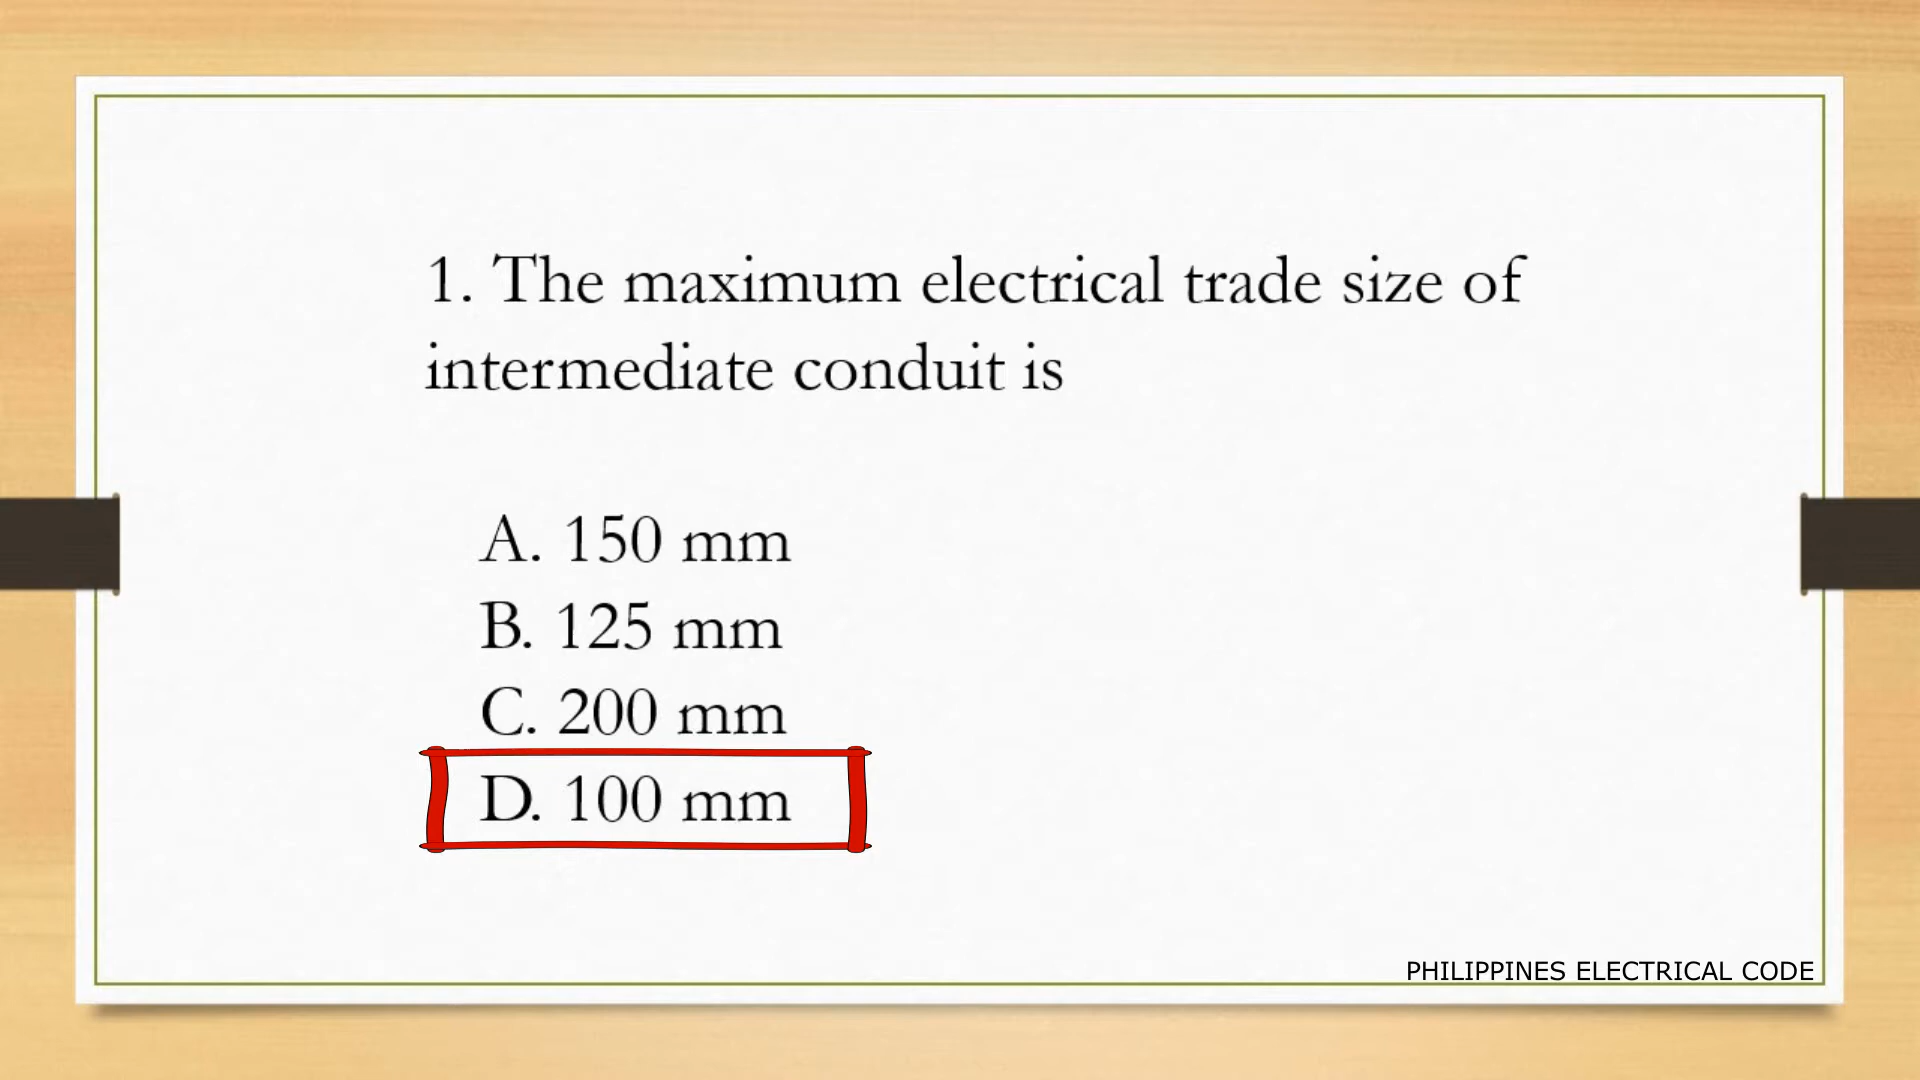 1. The maximum electrical trade size of
intermediate conduit is
A. 150 mm
B. 125 mm
C. 200 mm
D. 100 mm
PHILIPPINES ELECTRICAL CODE